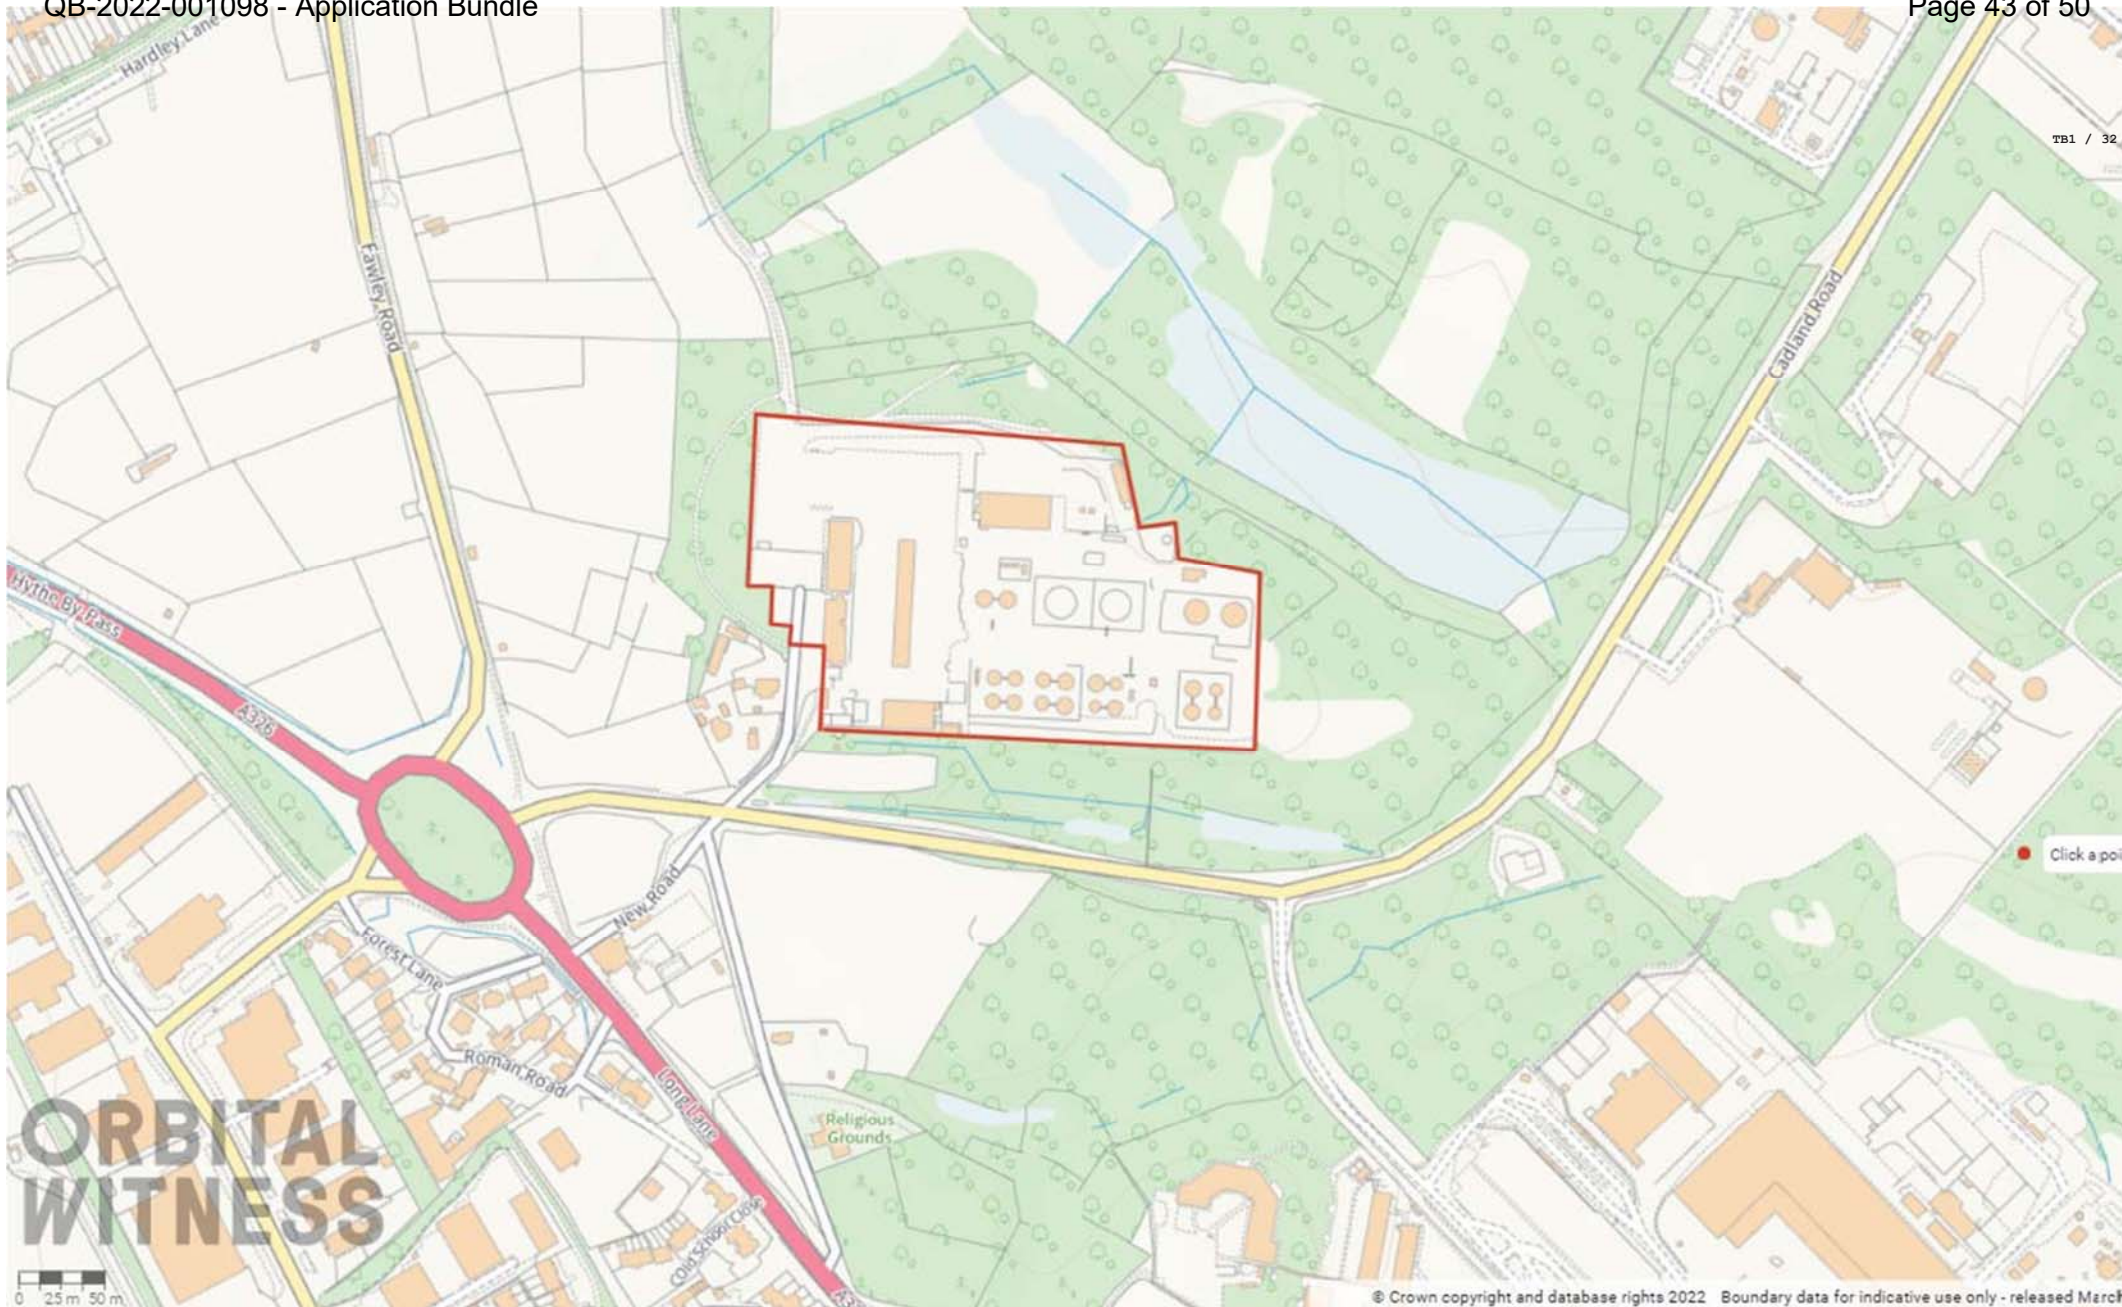 QB-2022-001098 - Application Bundle
Page 43 of 50
TB1 / 32
Hardley Lane
Fawley Road
Cadland Road
Hythe By Pass
A326
New Road
Forest Lane
Roman Road
Long Lane
Religious
Grounds
Old School Close
Click a poi
ORBITAL
WITNESS
0 25 m 50 m
© Crown copyright and database rights 2022 Boundary data for indicative use only - released March